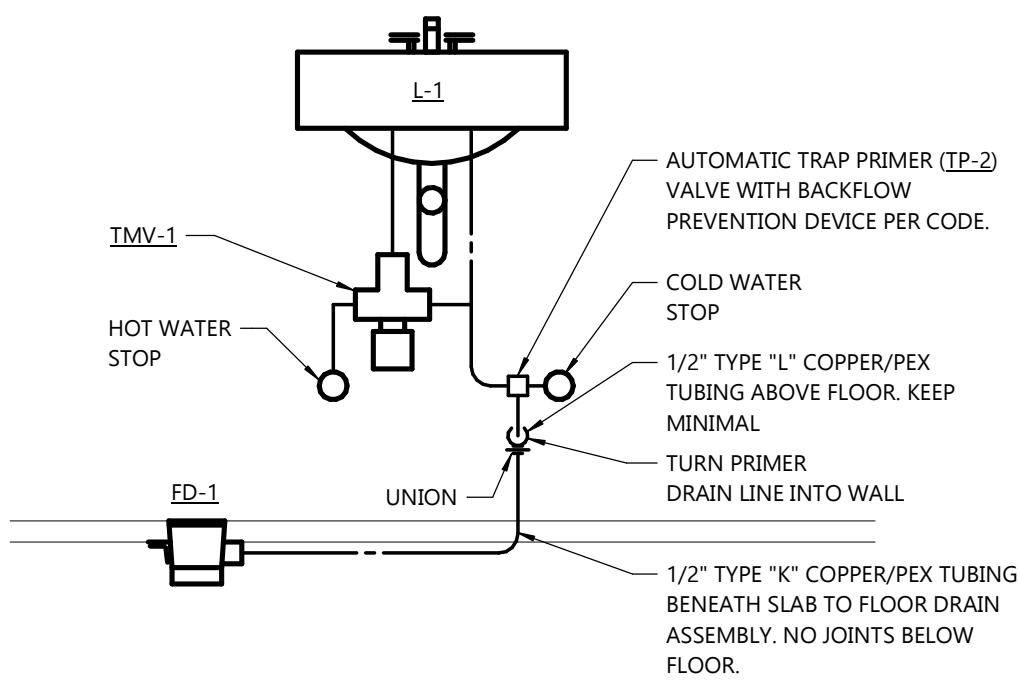 L-1
AUTOMATIC TRAP PRIMER (TP-2)
VALVE WITH BACKFLOW
PREVENTION DEVICE PER CODE.
TMV-1
COLD WATER
STOP
HOT WATER
STOP
1/2" TYPE "L" COPPER/PEX
TUBING ABOVE FLOOR. KEEP
MINIMAL
TURN PRIMER
DRAIN LINE INTO WALL
UNION
FD-1
1/2" TYPE "K" COPPER/PEX TUBING
BENEATH SLAB TO FLOOR DRAIN
ASSEMBLY. NO JOINTS BELOW
FLOOR.